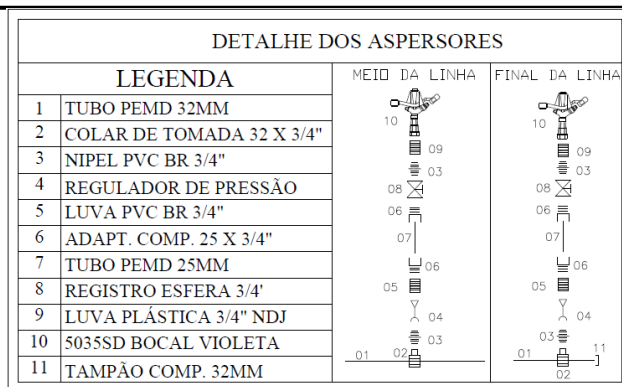 DETALHE DOS ASPERSORES
LEGENDA
1 TUBO PEMD 32MM
2 COLAR DE TOMADA 32 X 3/4"
3 NIPEL PVC BR 3/4"
4 REGULADOR DE PRESSÃO
5 LUVA PVC BR 3/4"
6 ADAPT. COMP. 25 X 3/4"
7 TUBO PEMD 25MM
8 REGISTRO ESFERA 3/4'
9 LUVA PLÁSTICA 3/4" NDJ
10 5035SD BOCAL VIOLETA
11 TAMPÃO COMP. 32MM
MEIO DA LINHA
10
09
03
08
06
07
06
05
04
03
01 02
FINAL DA LINHA
10
09
03
08
06
07
06
05
04
03
01 11
02